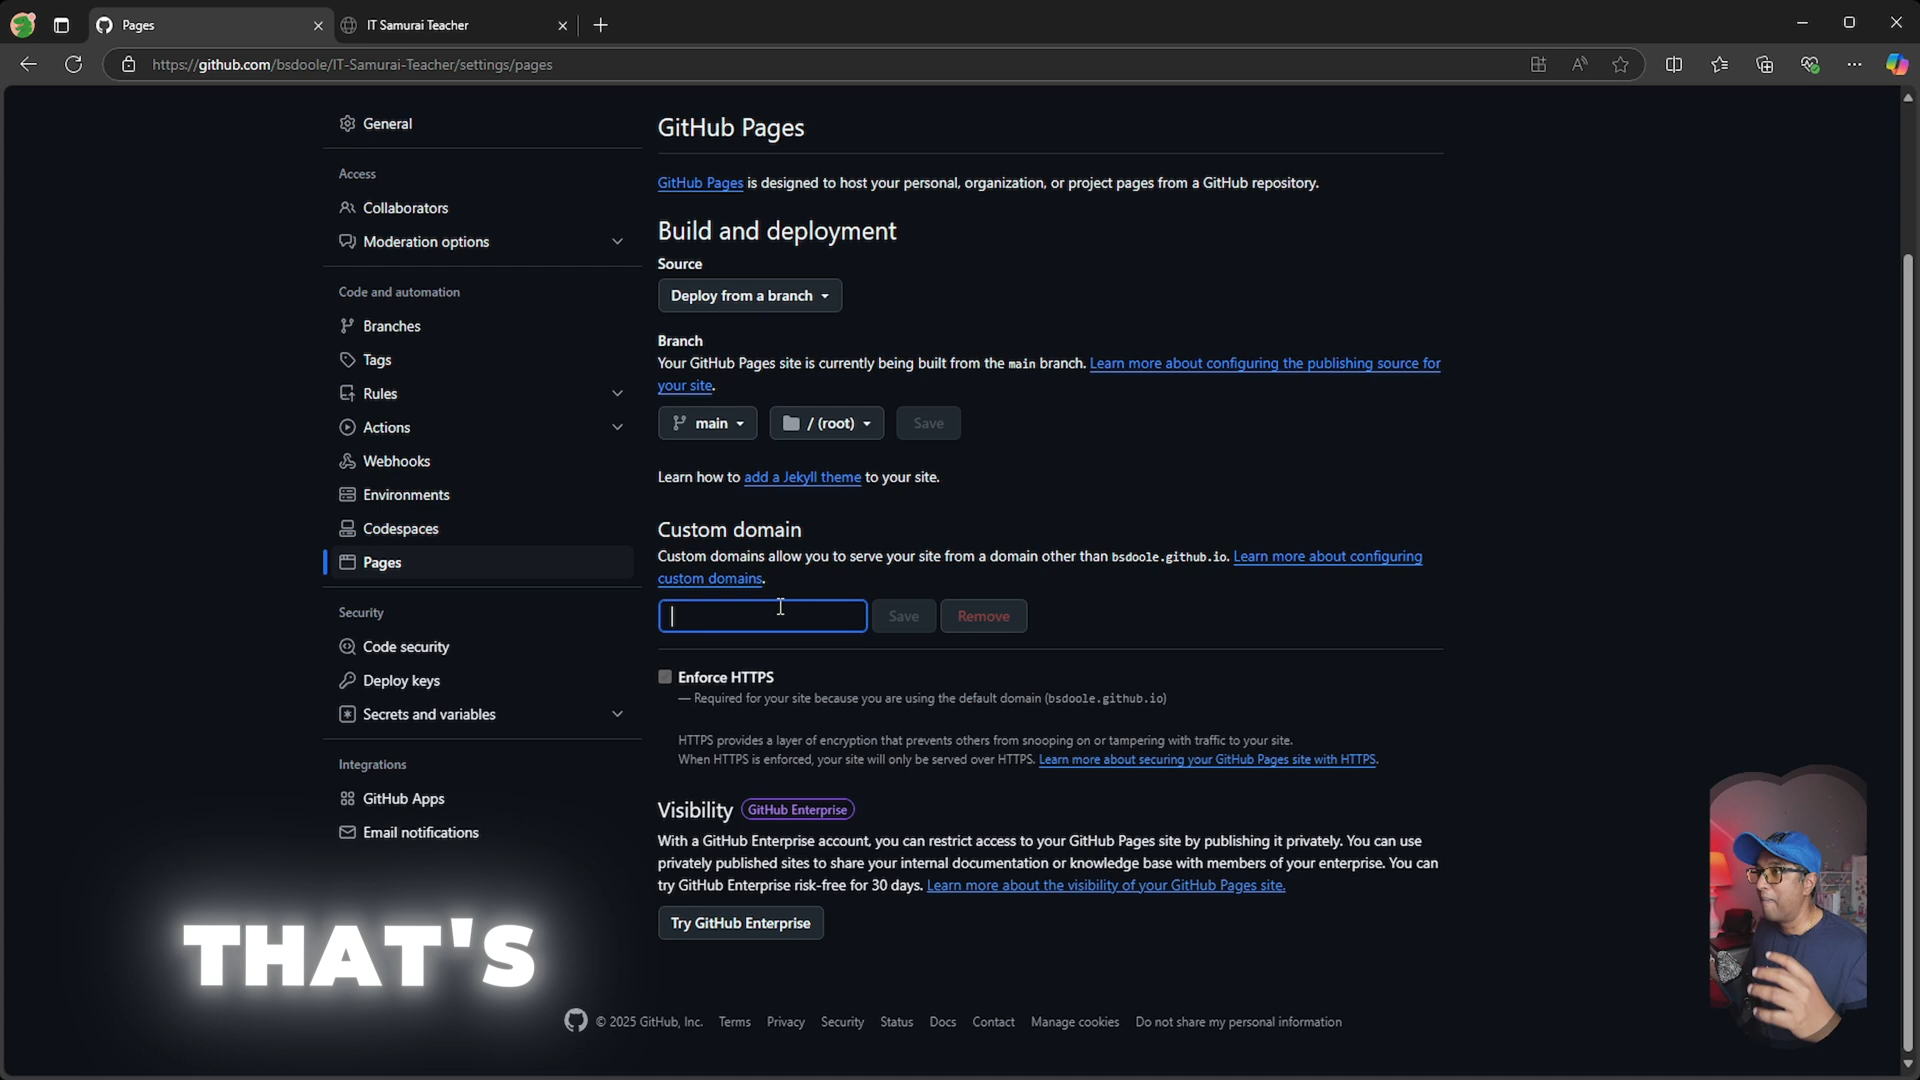 Pages
IT Samurai Teacher
https://github.com/bsdoole/IT-Samurai-Teacher/settings/pages
General
Access
Collaborators
Moderation options
Code and automation
Branches
Tags
Rules
Actions
Webhooks
Environments
Codespaces
Pages
Security
Code security
Deploy keys
Secrets and variables
Integrations
GitHub Apps
Email notifications
GitHub Pages
GitHub Pages is designed to host your personal, organization, or project pages from a GitHub repository.
Build and deployment
Source
Deploy from a branch
Branch
Your GitHub Pages site is currently being built from the main branch. Learn more about configuring the publishing source for
your site.
main / (root) Save
Learn how to add a Jekyll theme to your site.
Custom domain
Custom domains allow you to serve your site from a domain other than bsdoole.github.io. Learn more about configuring
custom domains.
Save Remove
Enforce HTTPS
— Required for your site because you are using the default domain (bsdoole.github.io)
HTTPS provides a layer of encryption that prevents others from snooping on or tampering with traffic to your site.
When HTTPS is enforced, your site will only be served over HTTPS. Learn more about securing your GitHub Pages site with HTTPS.
Visibility GitHub Enterprise
With a GitHub Enterprise account, you can restrict access to your GitHub Pages site by publishing it privately. You can use
privately published sites to share your internal documentation or knowledge base with members of your enterprise. You can
try GitHub Enterprise risk-free for 30 days. Learn more about the visibility of your GitHub Pages site.
Try GitHub Enterprise
THAT'S
© 2025 GitHub, Inc. Terms Privacy Security Status Docs Contact Manage cookies Do not share my personal information